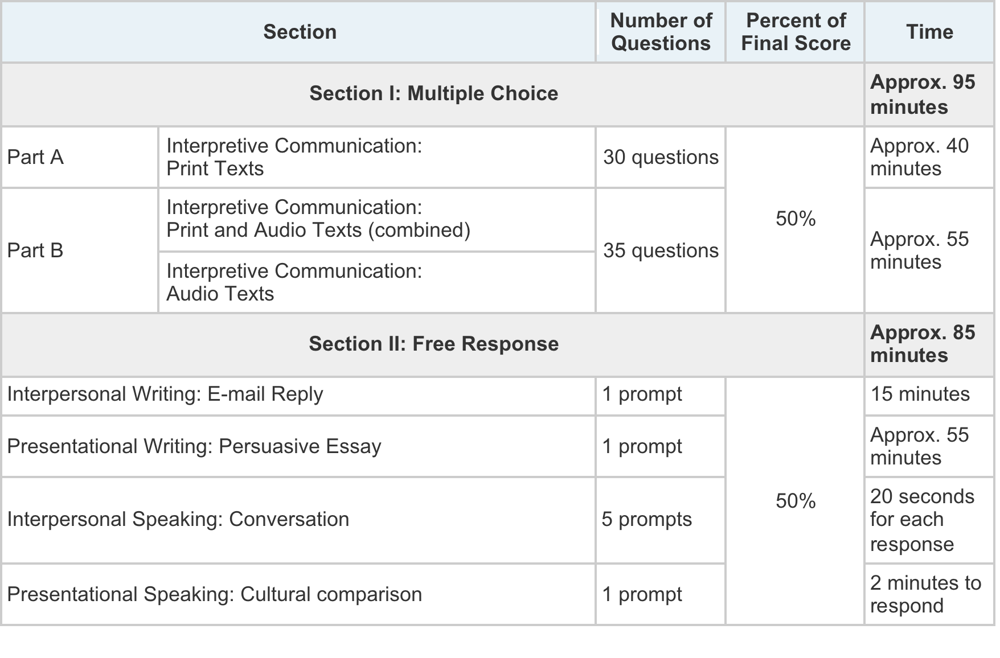 Section
Number of
Questions
Percent of
Final Score
Time
Section I: Multiple Choice
Approx. 95
minutes
Part A
Interpretive Communication:
Print Texts
30 questions
50%
Approx. 40
minutes
Part B
Interpretive Communication:
Print and Audio Texts (combined)
35 questions
Approx. 55
minutes
Interpretive Communication:
Audio Texts
Section II: Free Response
Approx. 85
minutes
Interpersonal Writing: E-mail Reply
1 prompt
50%
15 minutes
Presentational Writing: Persuasive Essay
1 prompt
Approx. 55
minutes
Interpersonal Speaking: Conversation
5 prompts
20 seconds
for each
response
Presentational Speaking: Cultural comparison
1 prompt
2 minutes to
respond